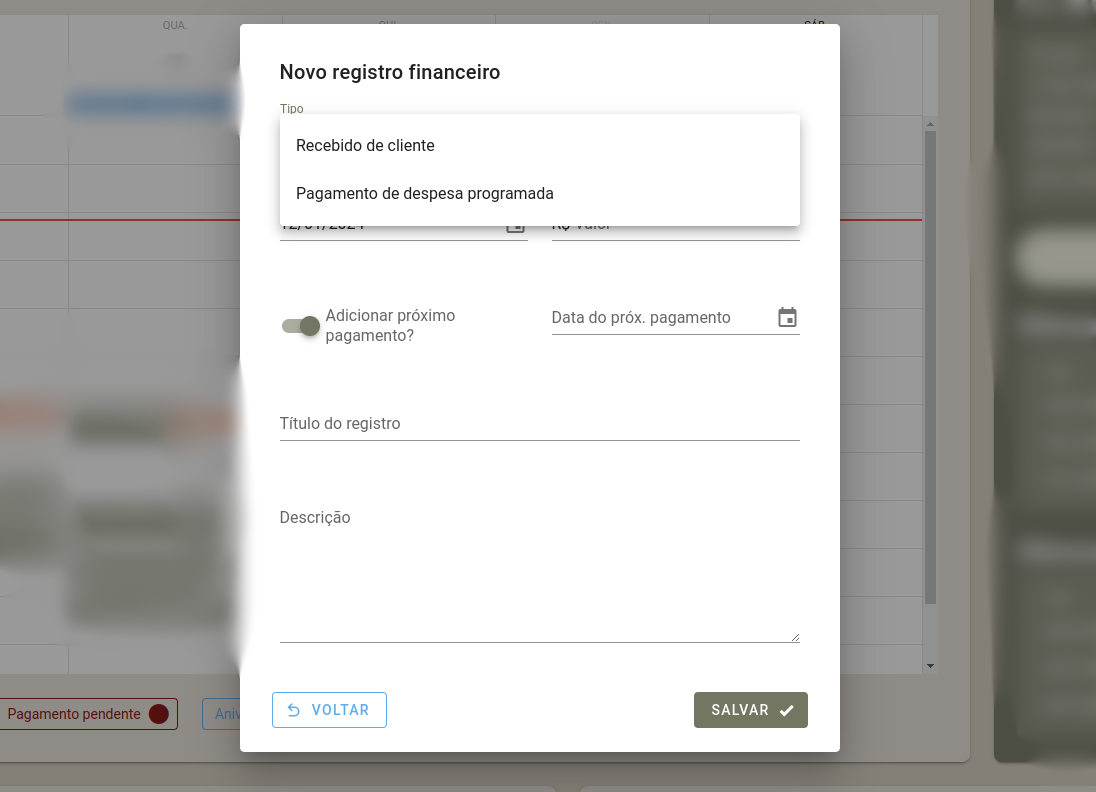 QUA.
SÁB.
Novo registro financeiro
Tipo
Recebido de cliente
Pagamento de despesa programada
12/01/2024
R$ Valor
Adicionar próximo
pagamento?
Data do próx. pagamento
Título do registro
Descrição
VOLTAR
SALVAR
Pagamento pendente
Aniv